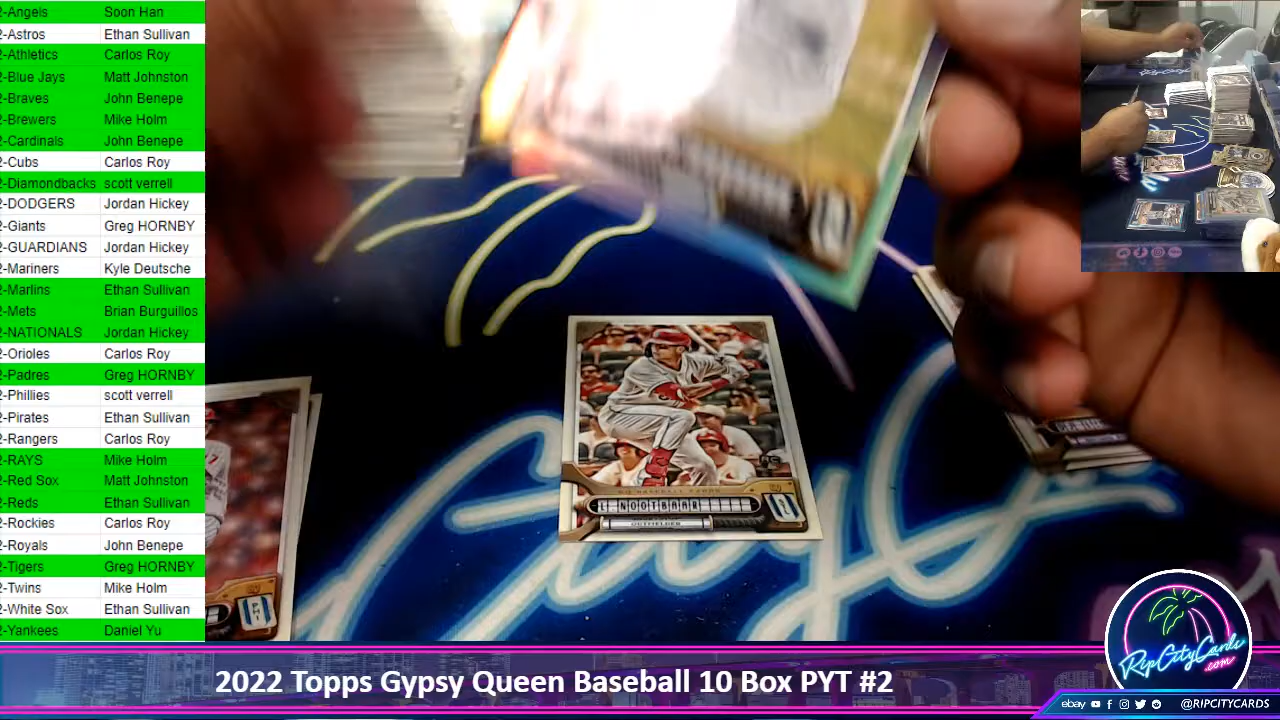 2-Angels Soon Han
2-Astros Ethan Sullivan
2-Athletics Carlos Roy
2-Blue Jays Matt Johnston
2-Braves John Benepe
2-Brewers Mike Holm
2-Cardinals John Benepe
2-Cubs Carlos Roy
2-Diamondbacks scott verrell
2-DODGERS Jordan Hickey
2-Giants Greg HORNBY
2-GUARDIANS Jordan Hickey
2-Mariners Kyle Deutsche
2-Marlins Ethan Sullivan
2-Mets Brian Burguillos
2-NATIONALS Jordan Hickey
2-Orioles Carlos Roy
2-Padres Greg HORNBY
2-Phillies scott verrell
2-Pirates Ethan Sullivan
2-Rangers Carlos Roy
2-RAYS Mike Holm
2-Red Sox Matt Johnston
2-Reds Ethan Sullivan
2-Rockies Carlos Roy
2-Royals John Benepe
2-Tigers Greg HORNBY
2-Twins Mike Holm
2-White Sox Ethan Sullivan
2-Yankees Daniel Yu
L NOOTBAAR
OUTFIELDER
2022 Topps Gypsy Queen Baseball 10 Box PYT #2
RipCityCards
.com
ebay @RIPCITYCARDS